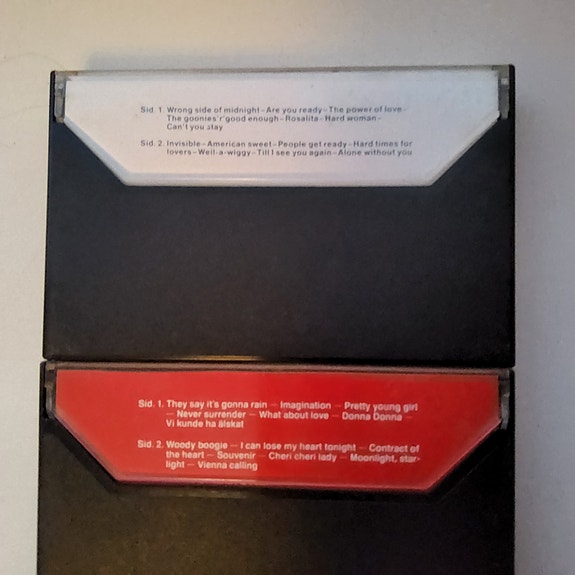 Sid. 1. Wrong side of midnight – Are you ready – The power of love –
The goonies'r'good enough – Rosalita – Hard woman –
Can't you stay
Sid. 2. Invisible – American sweet – People get ready – Hard times for
lovers – Well-a-wiggy – Till I see you again – Alone without you
Sid. 1. They say it's gonna rain — Imagination — Pretty young girl
— Never surrender — What about love — Donna Donna —
Vi kunde ha älskat
Sid. 2. Woody boogie — I can lose my heart tonight — Contract of
the heart — Souvenir — Cheri cheri lady — Moonlight, star-
light — Vienna calling